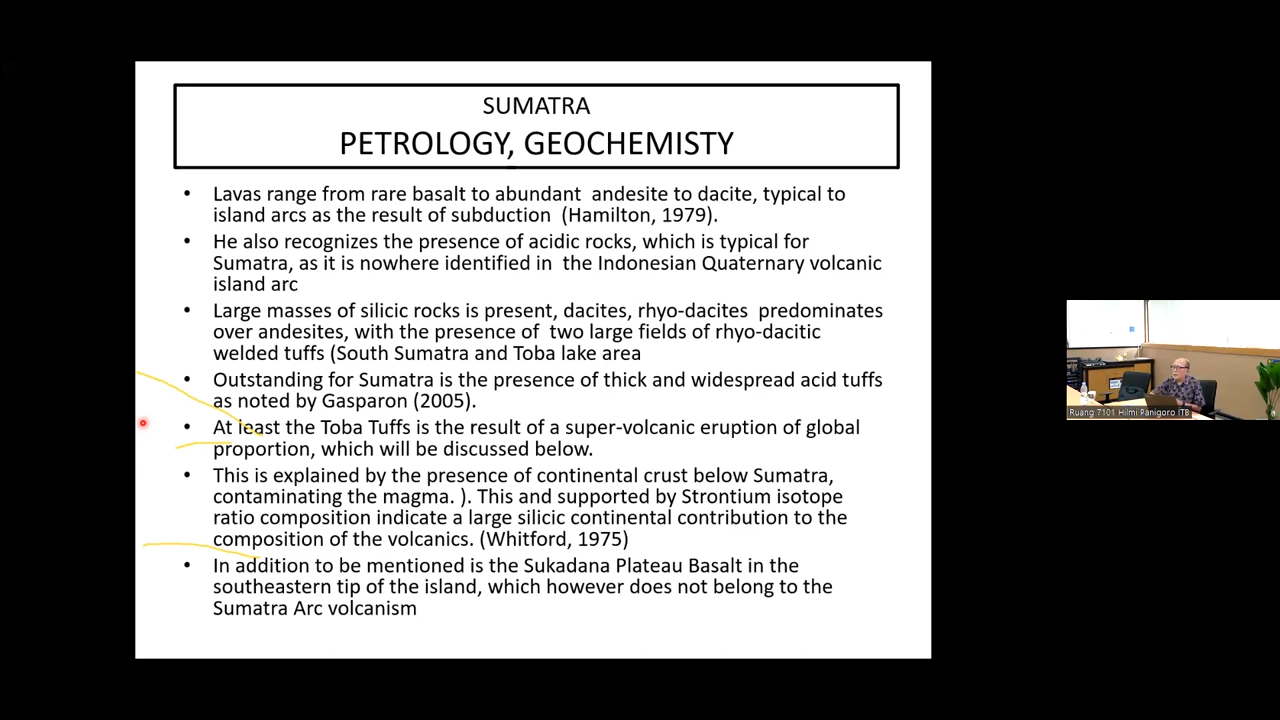 SUMATRA
PETROLOGY, GEOCHEMISTY
• Lavas range from rare basalt to abundant andesite to dacite, typical to
island arcs as the result of subduction (Hamilton, 1979).
• He also recognizes the presence of acidic rocks, which is typical for
Sumatra, as it is nowhere identified in the Indonesian Quaternary volcanic
island arc
• Large masses of silicic rocks is present, dacites, rhyo-dacites predominates
over andesites, with the presence of two large fields of rhyo-dacitic
welded tuffs (South Sumatra and Toba lake area
• Outstanding for Sumatra is the presence of thick and widespread acid tuffs
as noted by Gasparon (2005).
• At least the Toba Tuffs is the result of a super-volcanic eruption of global
proportion, which will be discussed below.
• This is explained by the presence of continental crust below Sumatra,
contaminating the magma. ). This and supported by Strontium isotope
ratio composition indicate a large silicic continental contribution to the
composition of the volcanics. (Whitford, 1975)
• In addition to be mentioned is the Sukadana Plateau Basalt in the
southeastern tip of the island, which however does not belong to the
Sumatra Arc volcanism
Ruang 7101 Hilmi Panigoro ITB